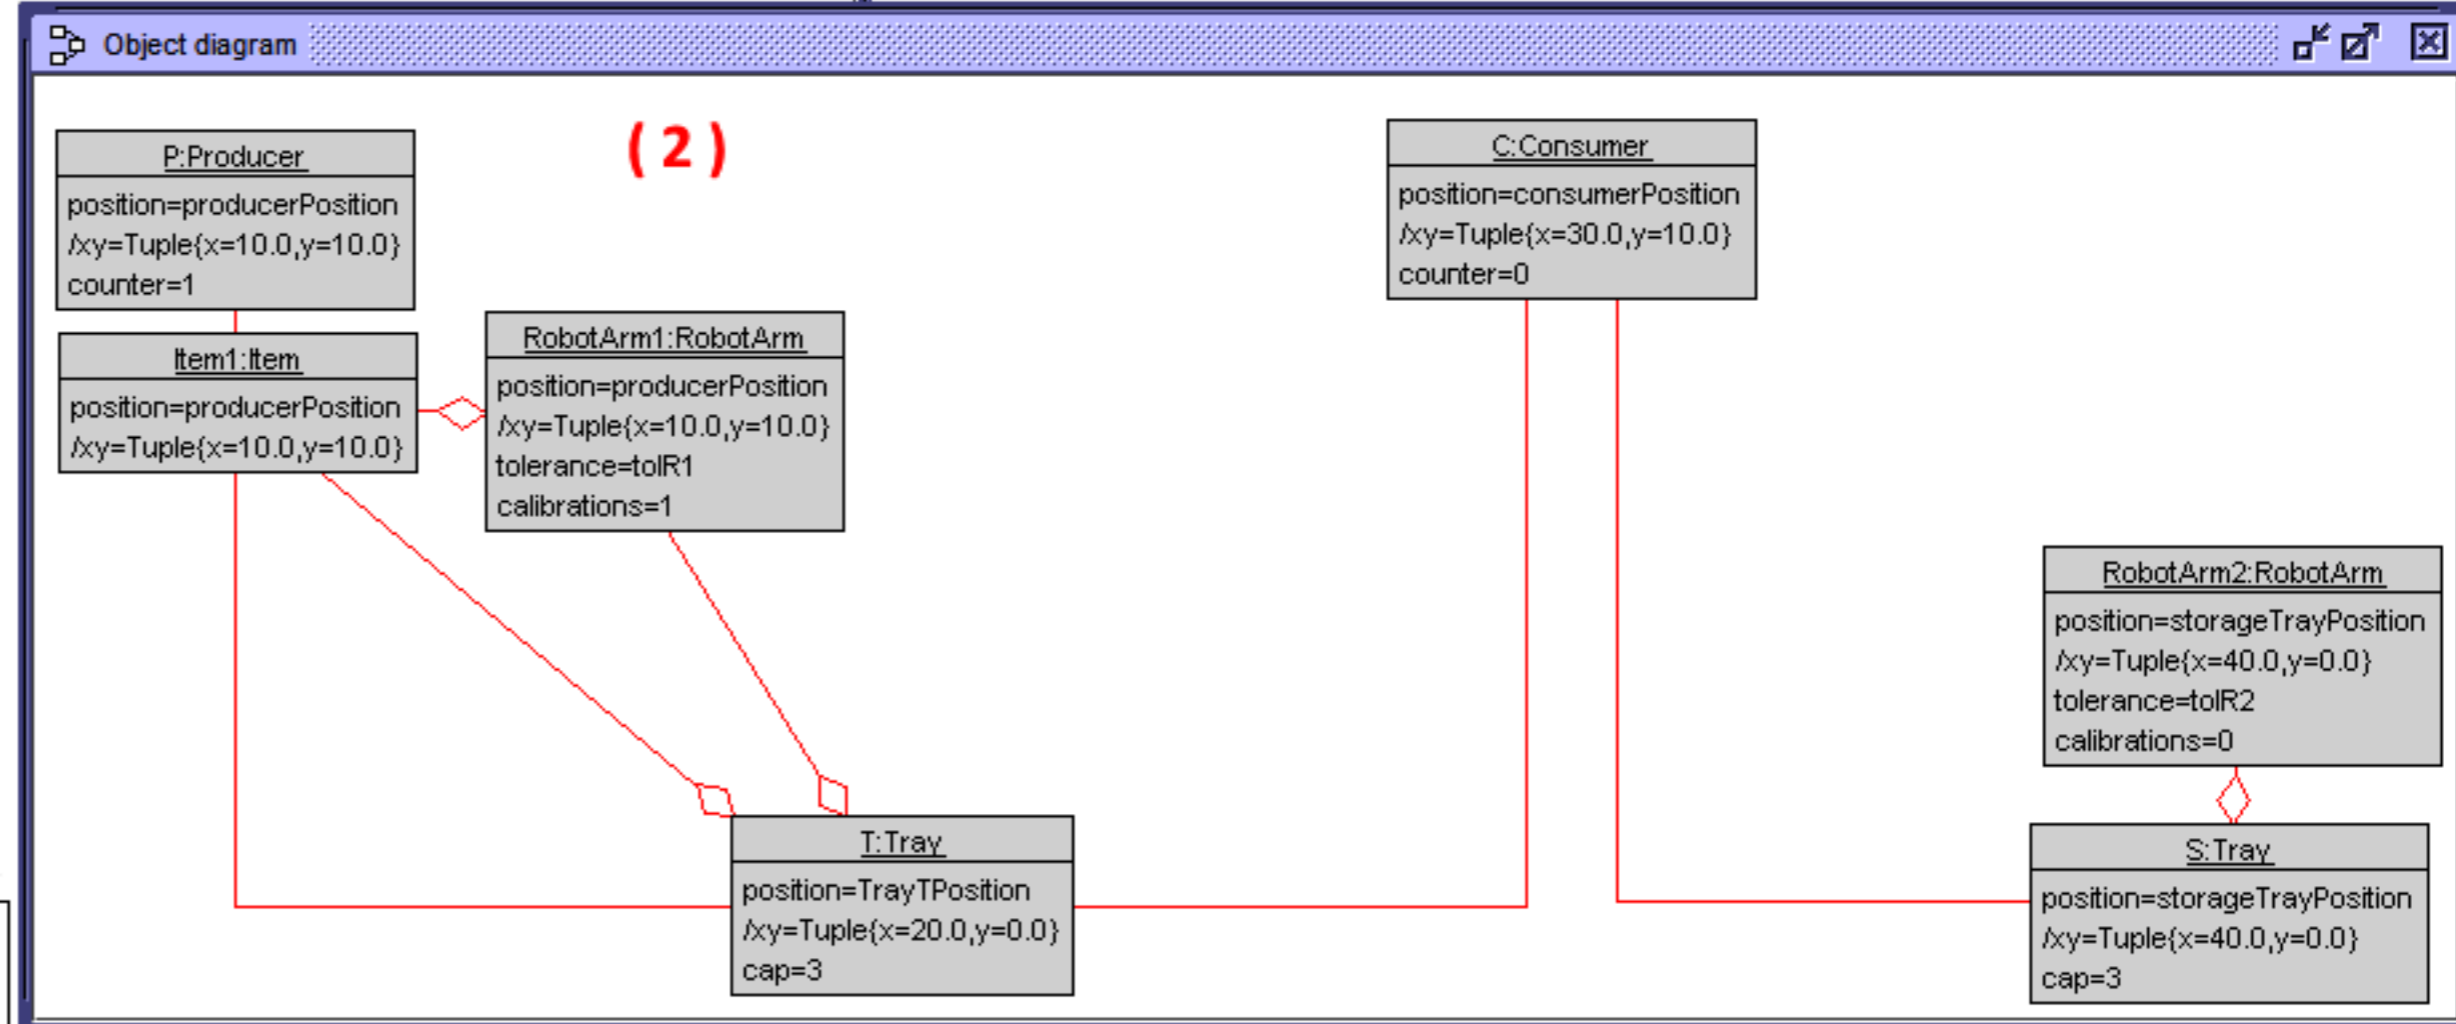 Object diagram
( 2 )
P:Producer
position=producerPosition
/xy=Tuple{x=10.0,y=10.0}
counter=1
C:Consumer
position=consumerPosition
/xy=Tuple{x=30.0,y=10.0}
counter=0
Item1:Item
position=producerPosition
/xy=Tuple{x=10.0,y=10.0}
RobotArm1:RobotArm
position=producerPosition
/xy=Tuple{x=10.0,y=10.0}
tolerance=tolR1
calibrations=1
RobotArm2:RobotArm
position=storageTrayPosition
/xy=Tuple{x=40.0,y=0.0}
tolerance=tolR2
calibrations=0
T:Tray
position=TrayTPosition
/xy=Tuple{x=20.0,y=0.0}
cap=3
S:Tray
position=storageTrayPosition
/xy=Tuple{x=40.0,y=0.0}
cap=3